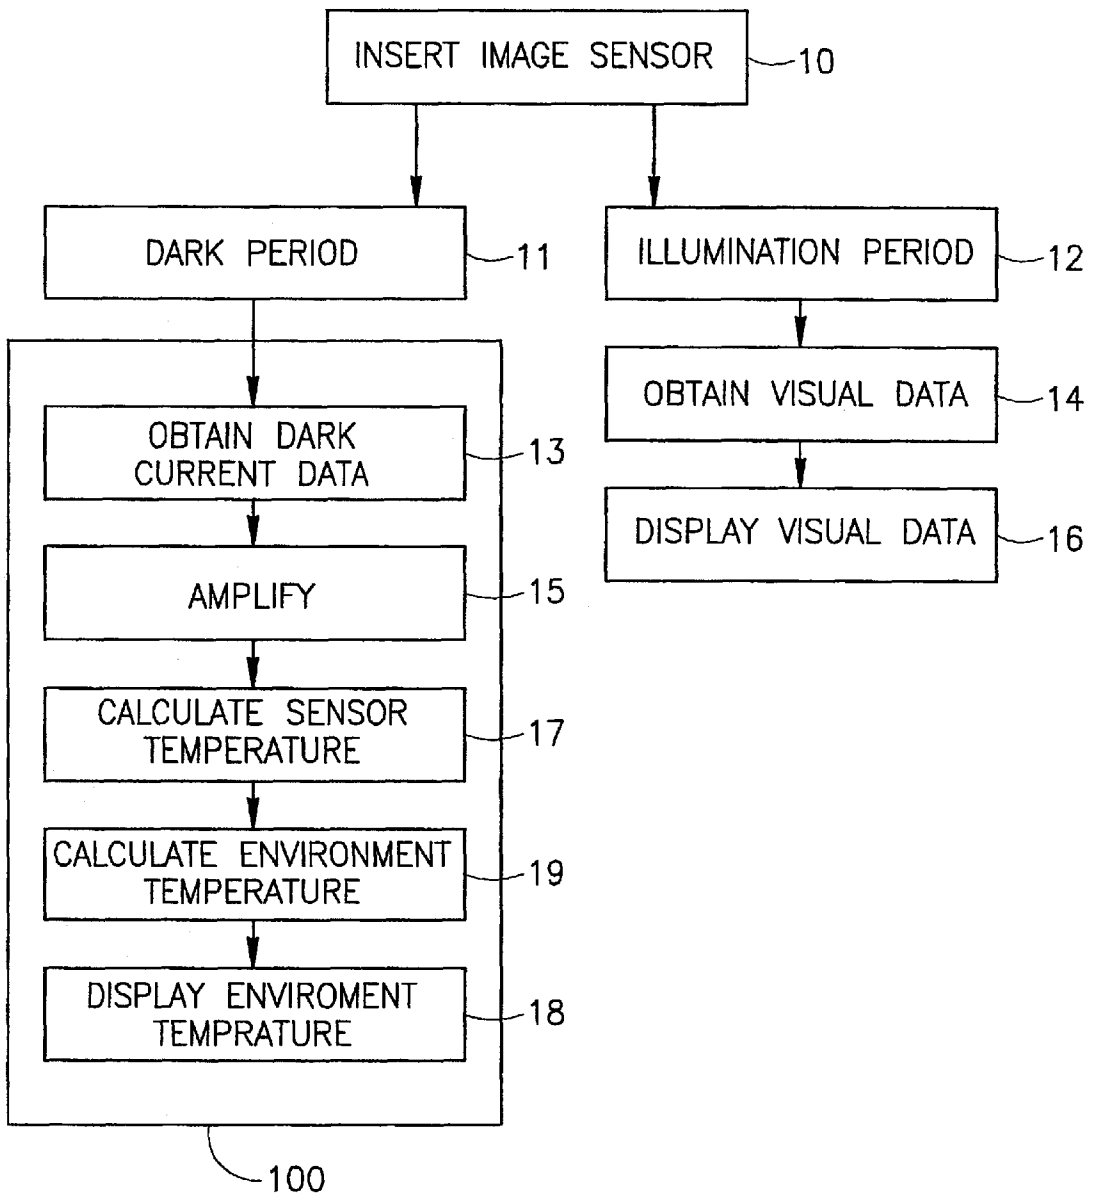 INSERT IMAGE SENSOR
10
DARK PERIOD
11
ILLUMINATION PERIOD
12
OBTAIN DARK
CURRENT DATA
13
OBTAIN VISUAL DATA
14
AMPLIFY
15
DISPLAY VISUAL DATA
16
CALCULATE SENSOR
TEMPERATURE
17
CALCULATE ENVIRONMENT
TEMPERATURE
19
DISPLAY ENVIROMENT
TEMPRATURE
18
100